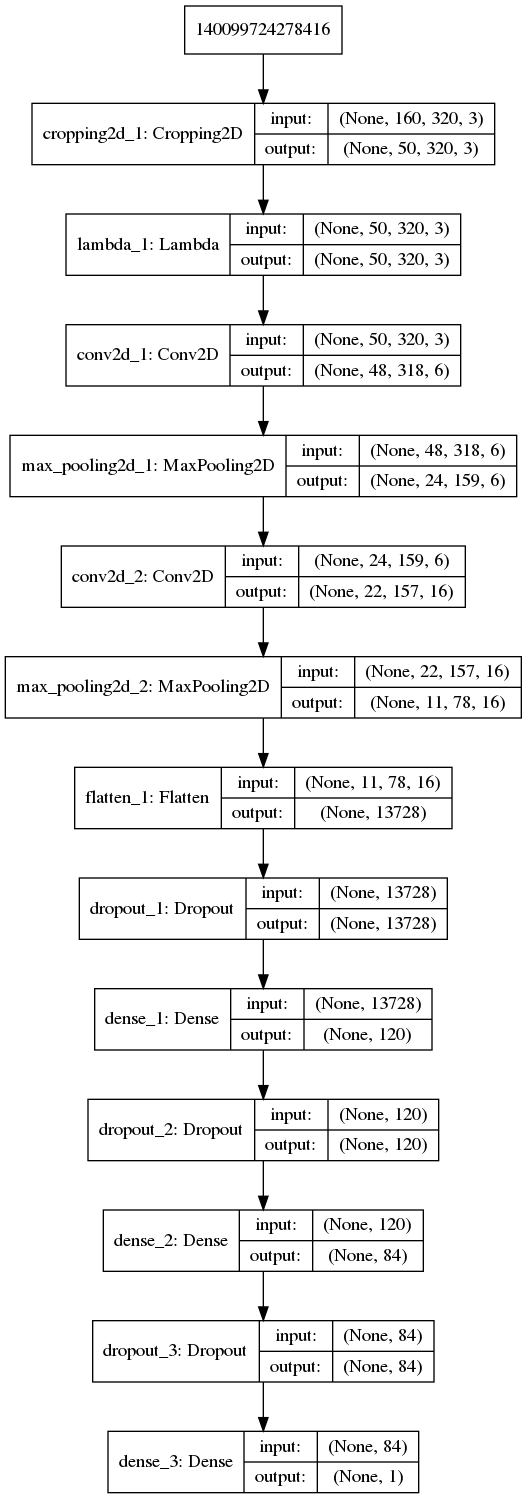 140099724278416
cropping2d_1: Cropping2D
input: (None, 160, 320, 3)
output: (None, 50, 320, 3)
lambda_1: Lambda
input: (None, 50, 320, 3)
output: (None, 50, 320, 3)
conv2d_1: Conv2D
input: (None, 50, 320, 3)
output: (None, 48, 318, 6)
max_pooling2d_1: MaxPooling2D
input: (None, 48, 318, 6)
output: (None, 24, 159, 6)
conv2d_2: Conv2D
input: (None, 24, 159, 6)
output: (None, 22, 157, 16)
max_pooling2d_2: MaxPooling2D
input: (None, 22, 157, 16)
output: (None, 11, 78, 16)
flatten_1: Flatten
input: (None, 11, 78, 16)
output: (None, 13728)
dropout_1: Dropout
input: (None, 13728)
output: (None, 13728)
dense_1: Dense
input: (None, 13728)
output: (None, 120)
dropout_2: Dropout
input: (None, 120)
output: (None, 120)
dense_2: Dense
input: (None, 120)
output: (None, 84)
dropout_3: Dropout
input: (None, 84)
output: (None, 84)
dense_3: Dense
input: (None, 84)
output: (None, 1)